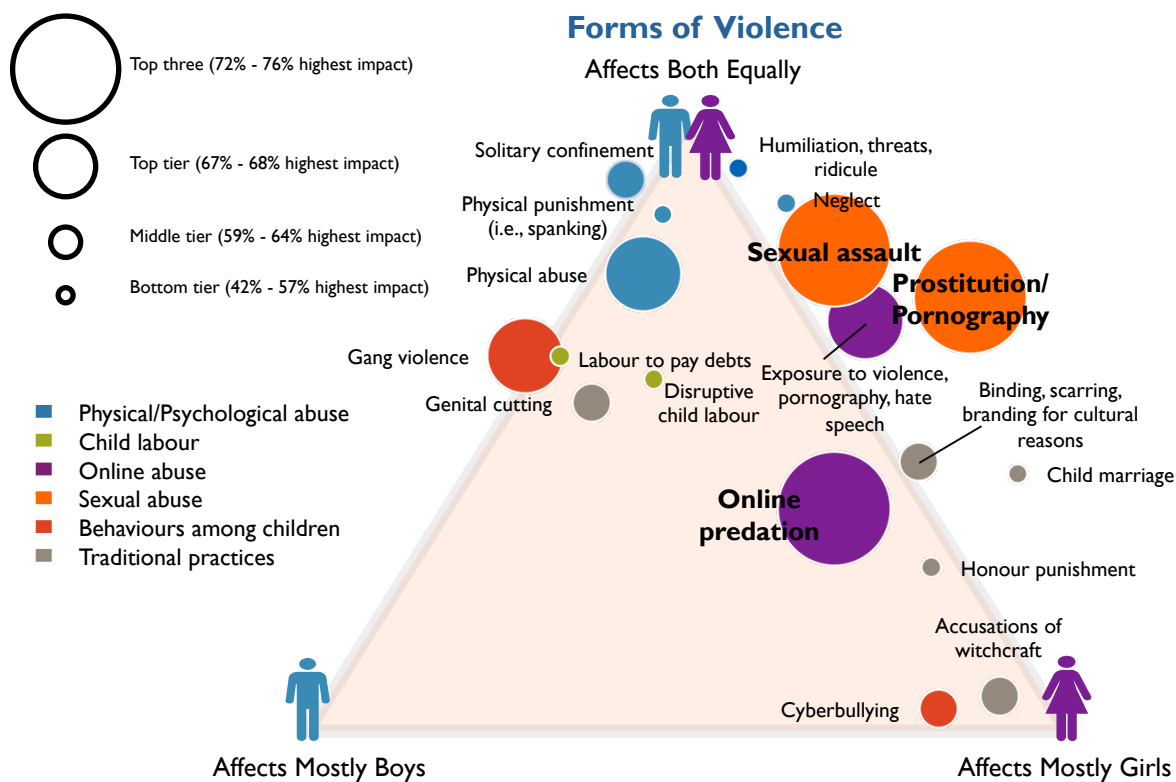 Forms of Violence
Affects Both Equally
Top three (72% - 76% highest impact)
Top tier (67% - 68% highest impact)
Middle tier (59% - 64% highest impact)
Bottom tier (42% - 57% highest impact)
Solitary confinement
Humiliation, threats,
ridicule
Physical punishment
(i.e., spanking)
Neglect
Sexual assault
Physical abuse
Prostitution/
Pornography
Gang violence
Labour to pay debts
Exposure to violence,
pornography, hate
speech
Genital cutting
Disruptive
child labour
Binding, scarring,
branding for cultural
reasons
Child marriage
Physical/Psychological abuse
Child labour
Online abuse
Sexual abuse
Behaviours among children
Traditional practices
Online
predation
Honour punishment
Accusations of
witchcraft
Cyberbullying
Affects Mostly Boys
Affects Mostly Girls